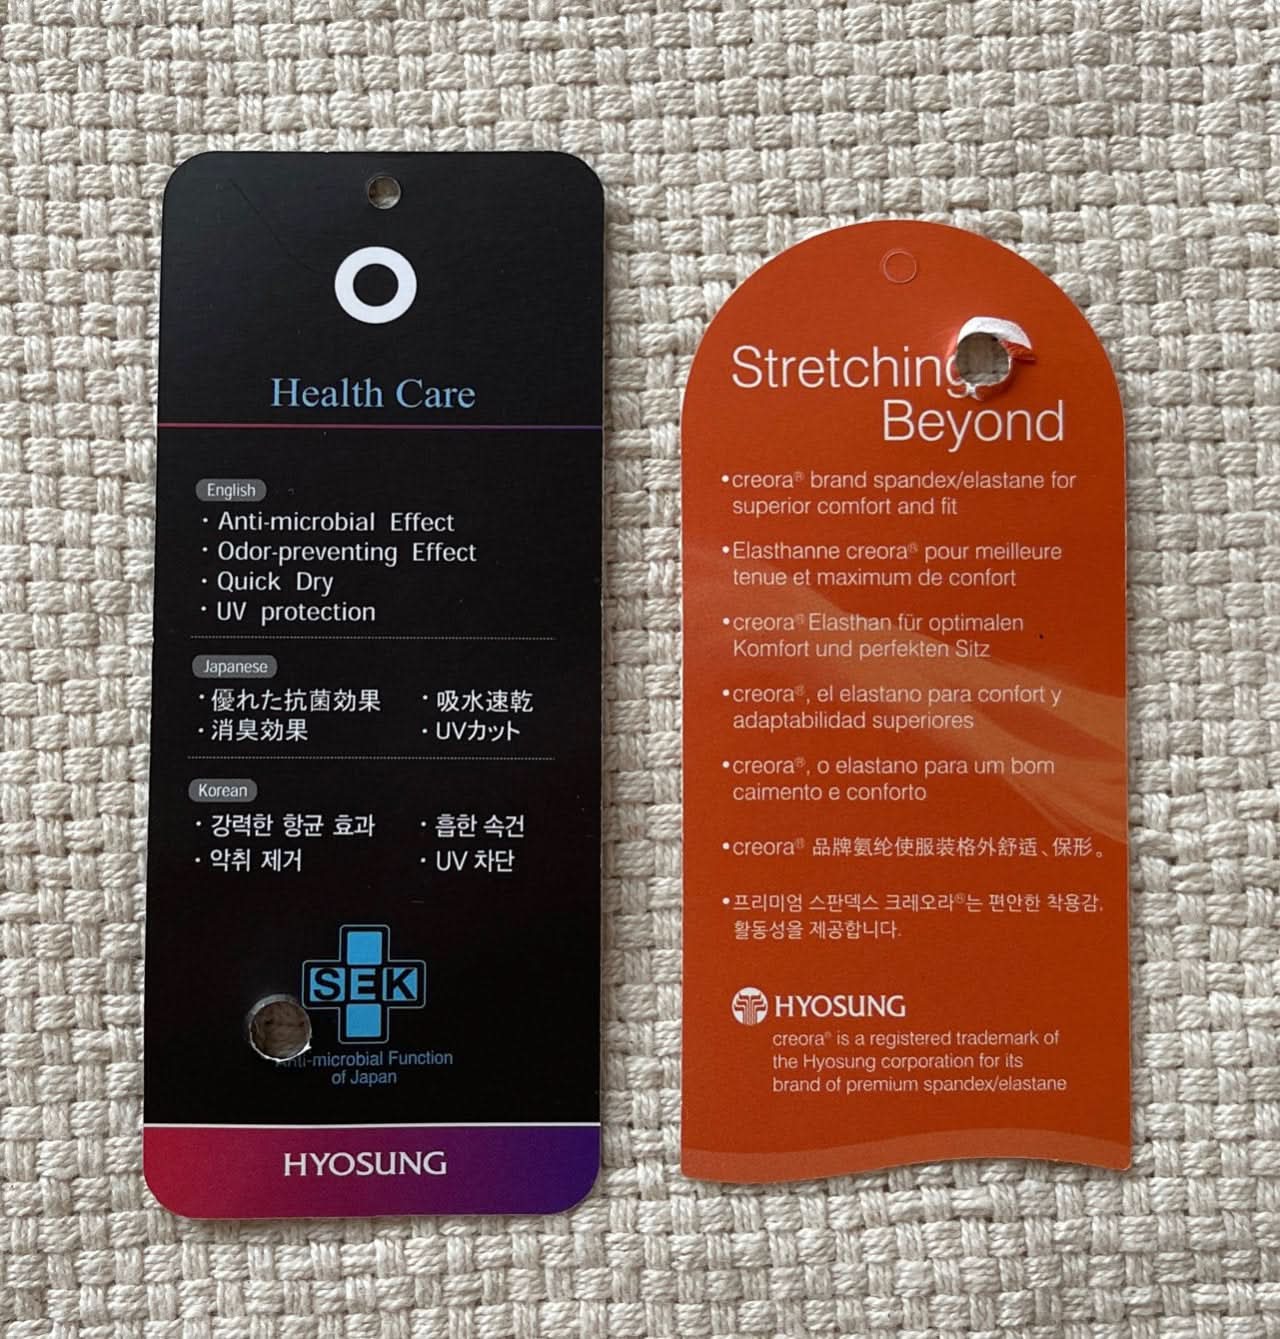 Health Care
English
· Anti-microbial Effect
· Odor-preventing Effect
· Quick Dry
· UV protection
Japanese
· 優れた抗菌効果 · 吸水速乾
· 消臭効果 · UVカット
Korean
· 강력한 항균 효과 · 흡한 속건
· 악취 제거 · UV 차단
SEK
Anti-microbial Function
of Japan
HYOSUNG
Stretching
Beyond
•creora® brand spandex/elastane for
superior comfort and fit
•Elasthanne creora® pour meilleure
tenue et maximum de confort
•creora® Elasthan für optimalen
Komfort und perfekten Sitz
•creora®, el elastano para confort y
adaptabilidad superiores
•creora®, o elastano para um bom
caimento e conforto
•creora® 品牌氨纶使服装格外舒适、保形。
•프리미엄 스판덱스 크레오라®는 편안한 착용감,
활동성을 제공합니다.
HYOSUNG
creora® is a registered trademark of
the Hyosung corporation for its
brand of premium spandex/elastane